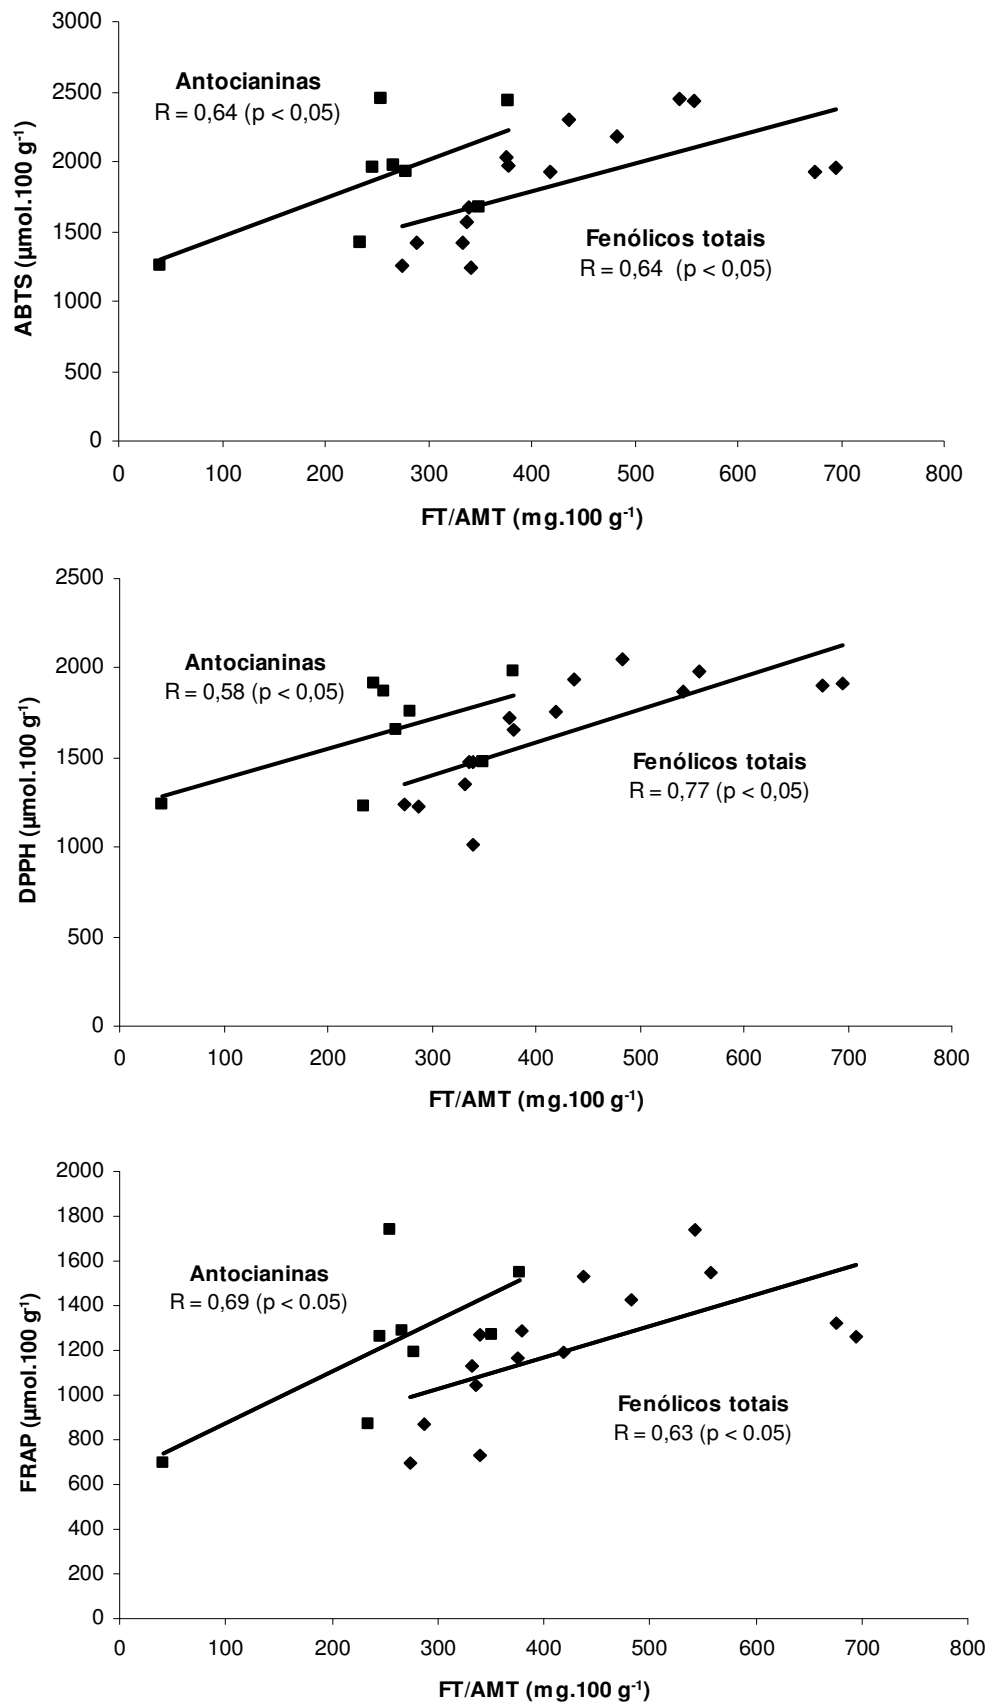 3000
Antocianinas
R = 0,64 (p < 0,05)
2500
2000
1500
1000
500
0
ABTS (µmol.100 g⁻¹)
Fenólicos totais
R = 0,64 (p < 0,05)
0 100 200 300 400 500 600 700 800
FT/AMT (mg.100 g⁻¹)
2500
2000
1500
1000
500
0
DPPH (µmol.100 g⁻¹)
Antocianinas
R = 0,58 (p < 0,05)
Fenólicos totais
R = 0,77 (p < 0,05)
0 100 200 300 400 500 600 700 800
FT/AMT (mg.100 g⁻¹)
2000
1800
1600
1400
1200
1000
800
600
400
200
0
FRAP (µmol.100 g⁻¹)
Antocianinas
R = 0,69 (p < 0.05)
Fenólicos totais
R = 0,63 (p < 0.05)
0 100 200 300 400 500 600 700 800
FT/AMT (mg.100 g⁻¹)